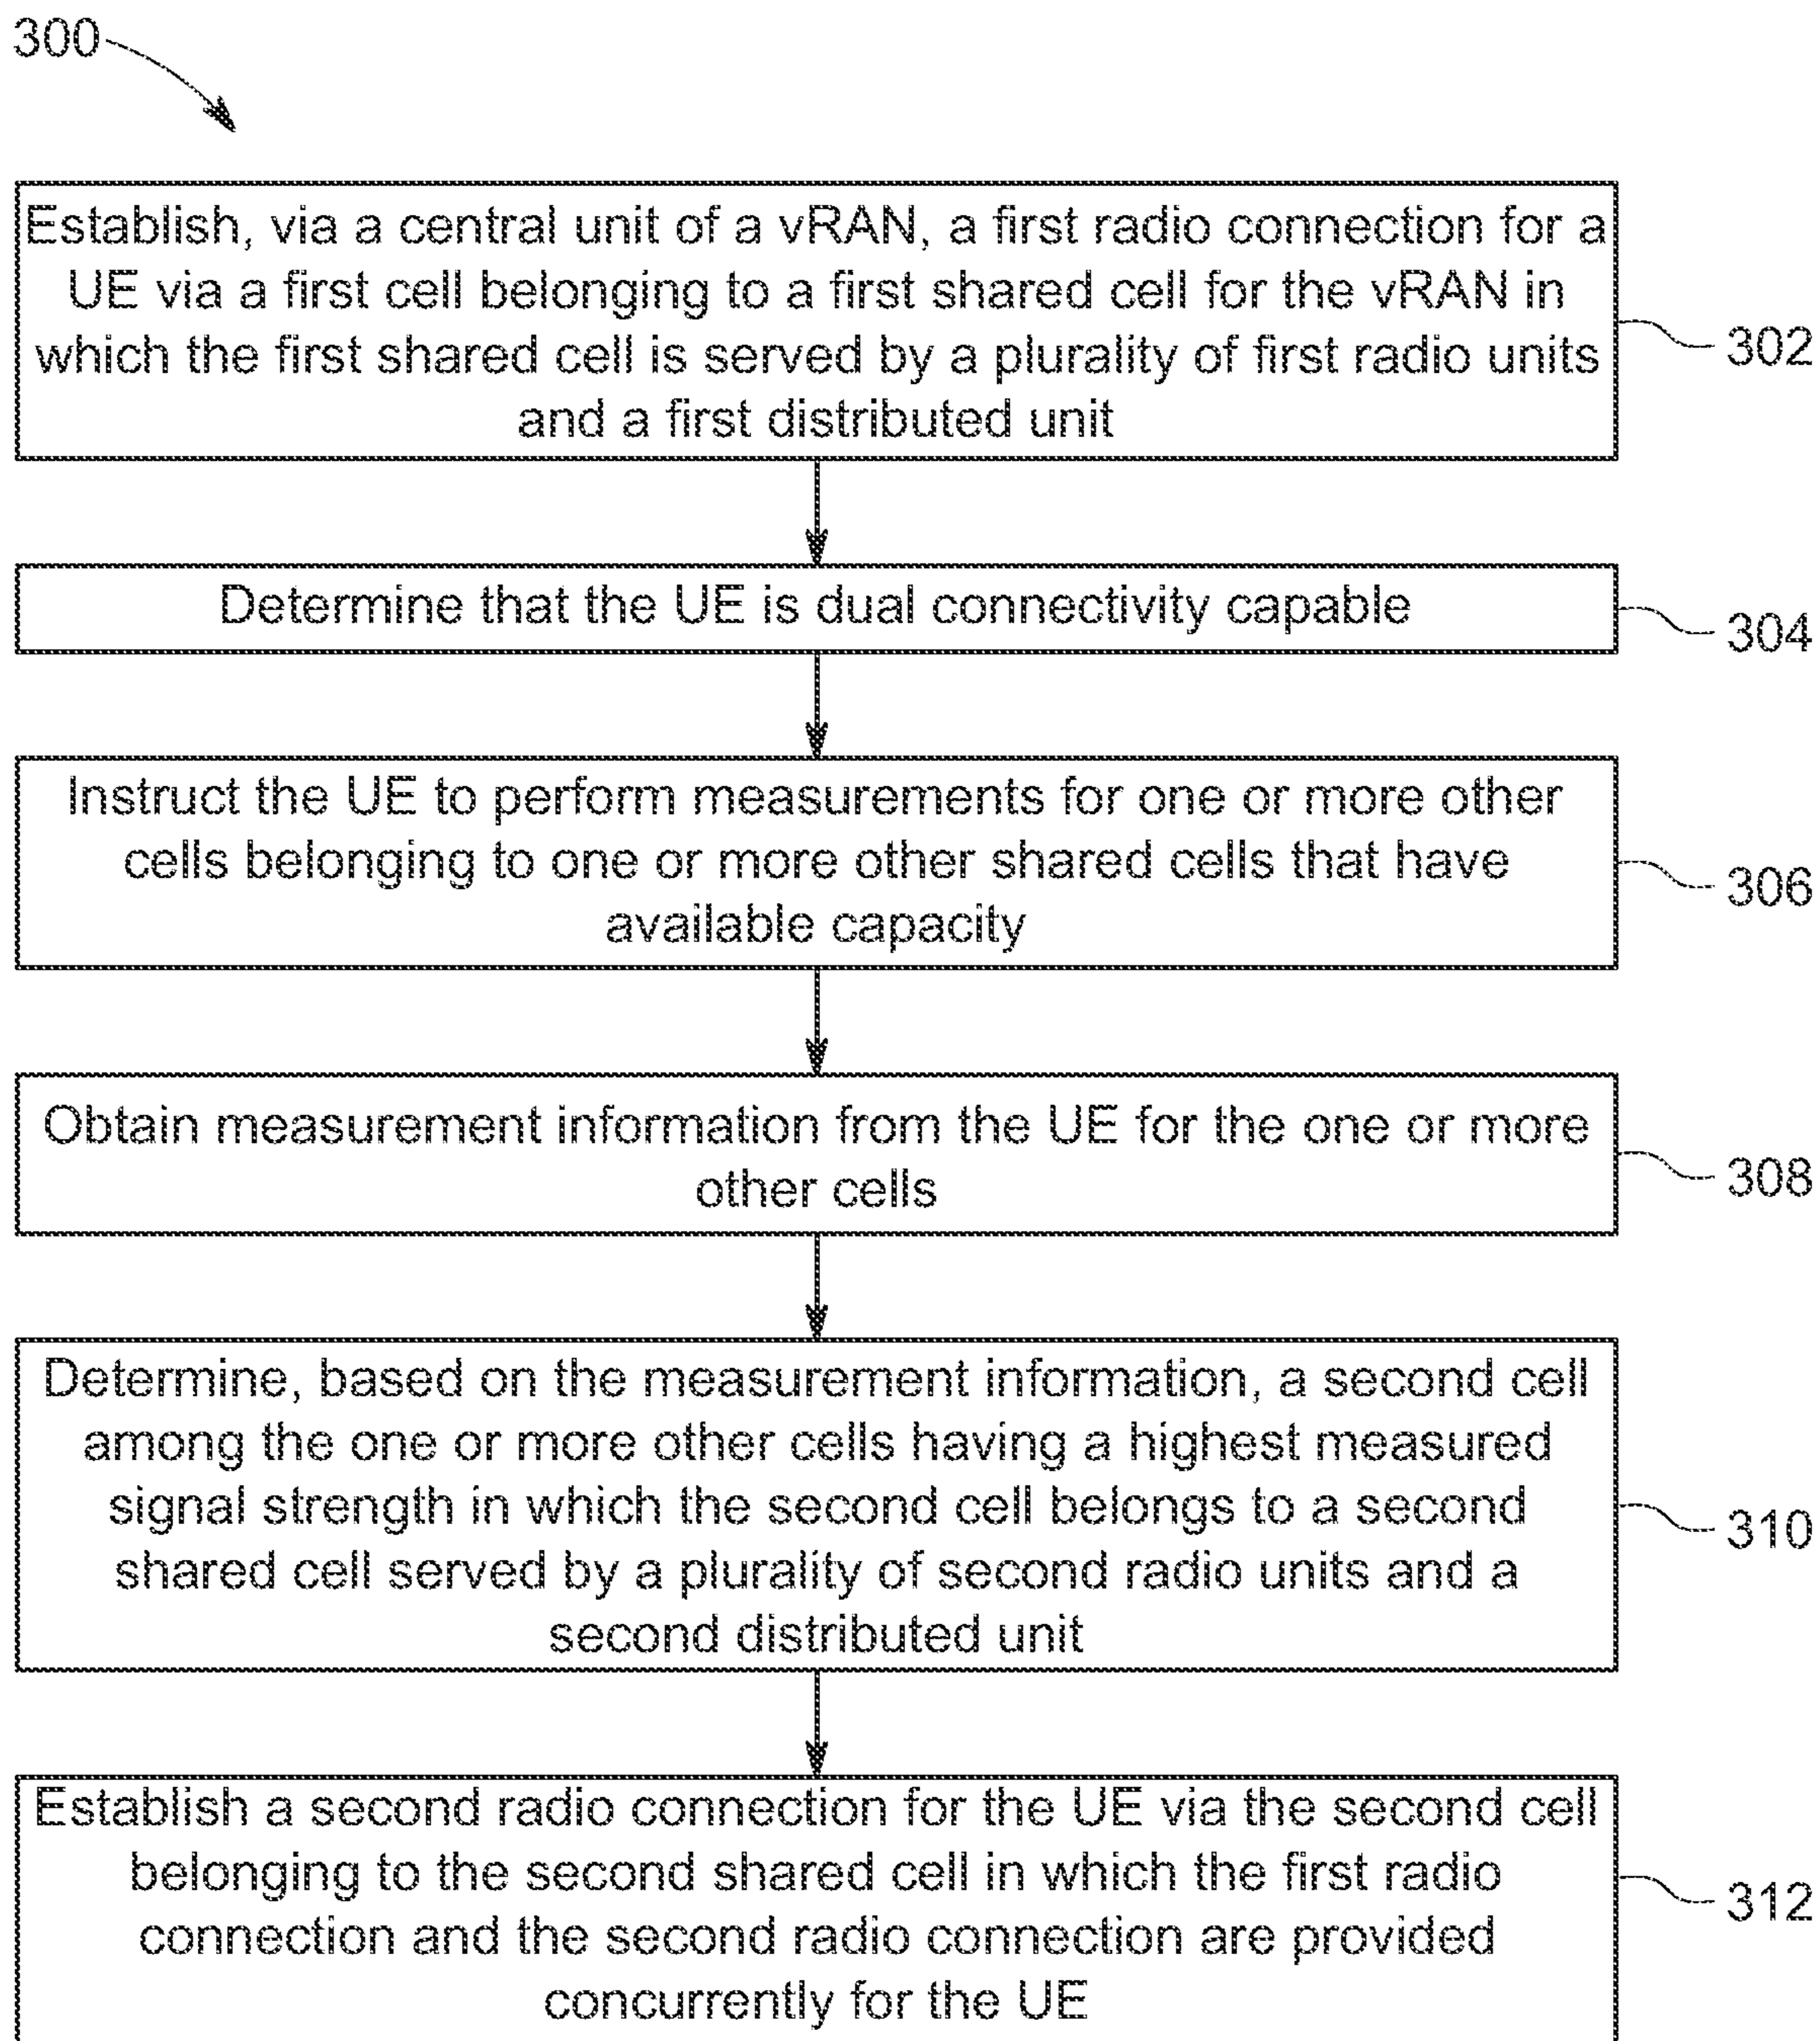 300
Establish, via a central unit of a vRAN, a first radio connection for a
UE via a first cell belonging to a first shared cell for the vRAN in
which the first shared cell is served by a plurality of first radio units
and a first distributed unit
302
Determine that the UE is dual connectivity capable
304
Instruct the UE to perform measurements for one or more other
cells belonging to one or more other shared cells that have
available capacity
306
Obtain measurement information from the UE for the one or more
other cells
308
Determine, based on the measurement information, a second cell
among the one or more other cells having a highest measured
signal strength in which the second cell belongs to a second
shared cell served by a plurality of second radio units and a
second distributed unit
310
Establish a second radio connection for the UE via the second cell
belonging to the second shared cell in which the first radio
connection and the second radio connection are provided
concurrently for the UE
312